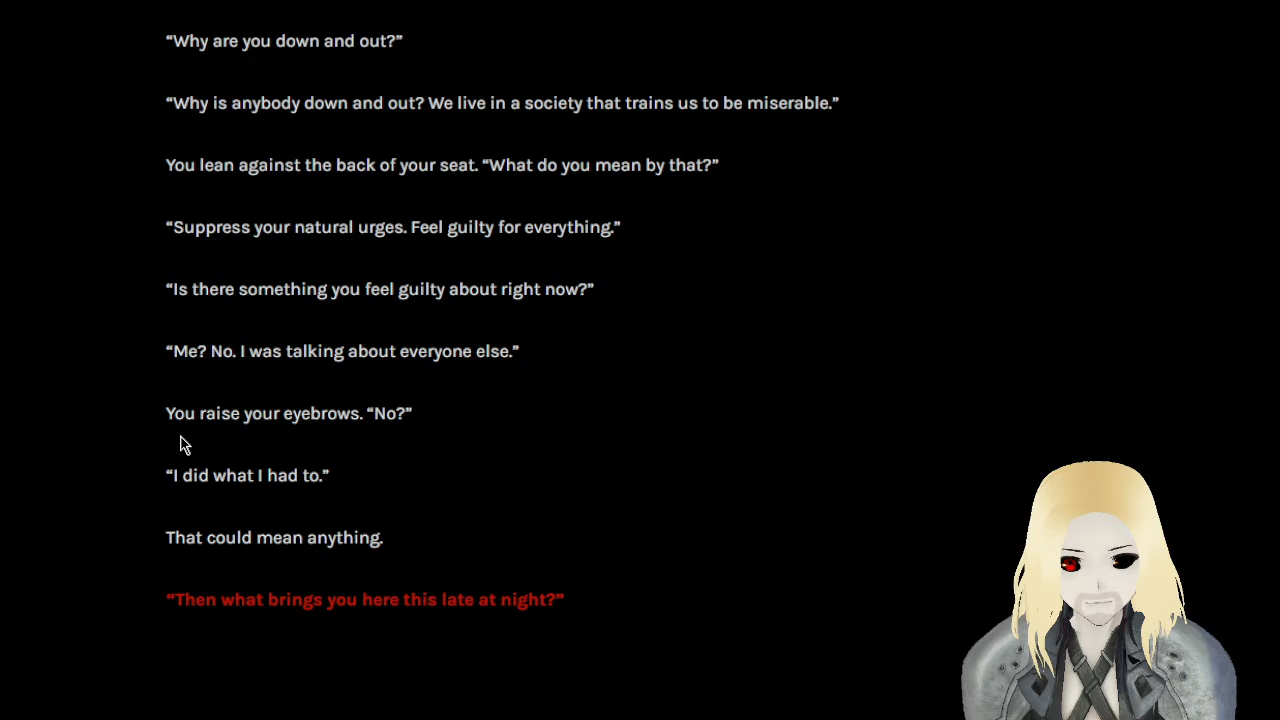 “Why are you down and out?”
“Why is anybody down and out? We live in a society that trains us to be miserable.”
You lean against the back of your seat. “What do you mean by that?”
“Suppress your natural urges. Feel guilty for everything.”
“Is there something you feel guilty about right now?”
“Me? No. I was talking about everyone else.”
You raise your eyebrows. “No?”
“I did what I had to.”
That could mean anything.
“Then what brings you here this late at night?”